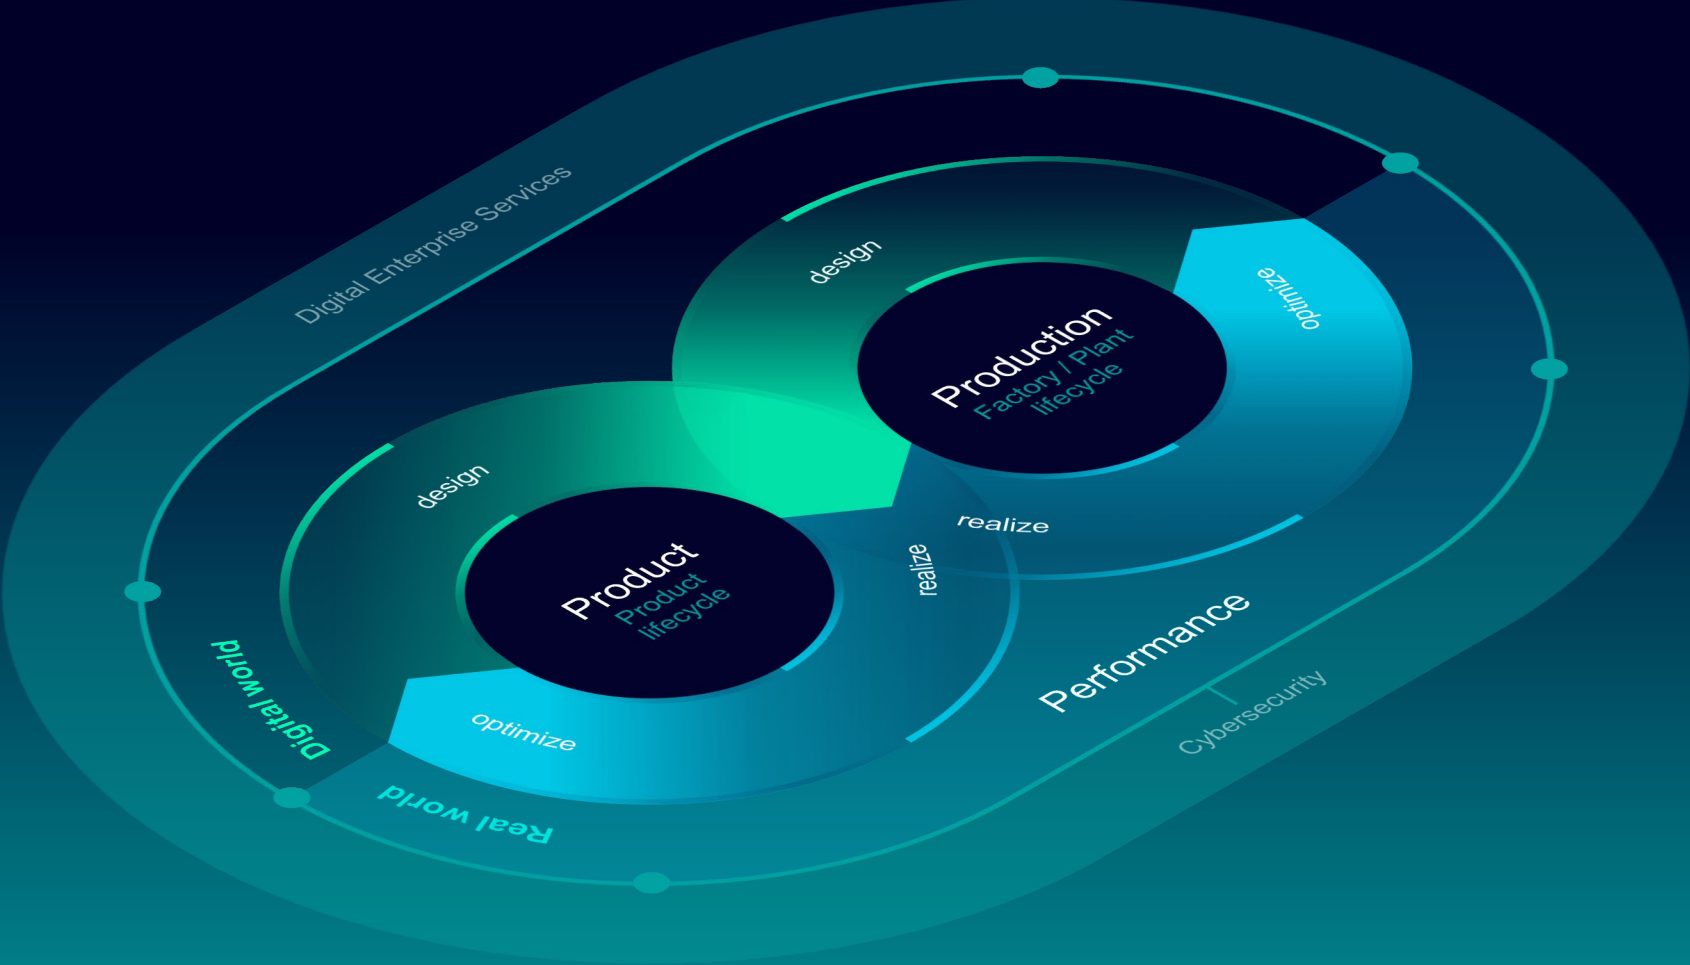 Digital Enterprise Services
design
optimize
Production
Factory / Plant
lifecycle
realize
design
Product
Product
lifecycle
realize
optimize
Digital world
Real world
Performance
Cybersecurity